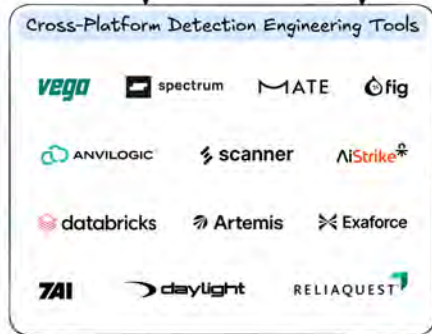 Cross-Platform Detection Engineering Tools
vega spectrum MATE fig
ANVILOGIC scanner AiStrike
databricks Artemis Exaforce
7AI daylight RELIAQUEST